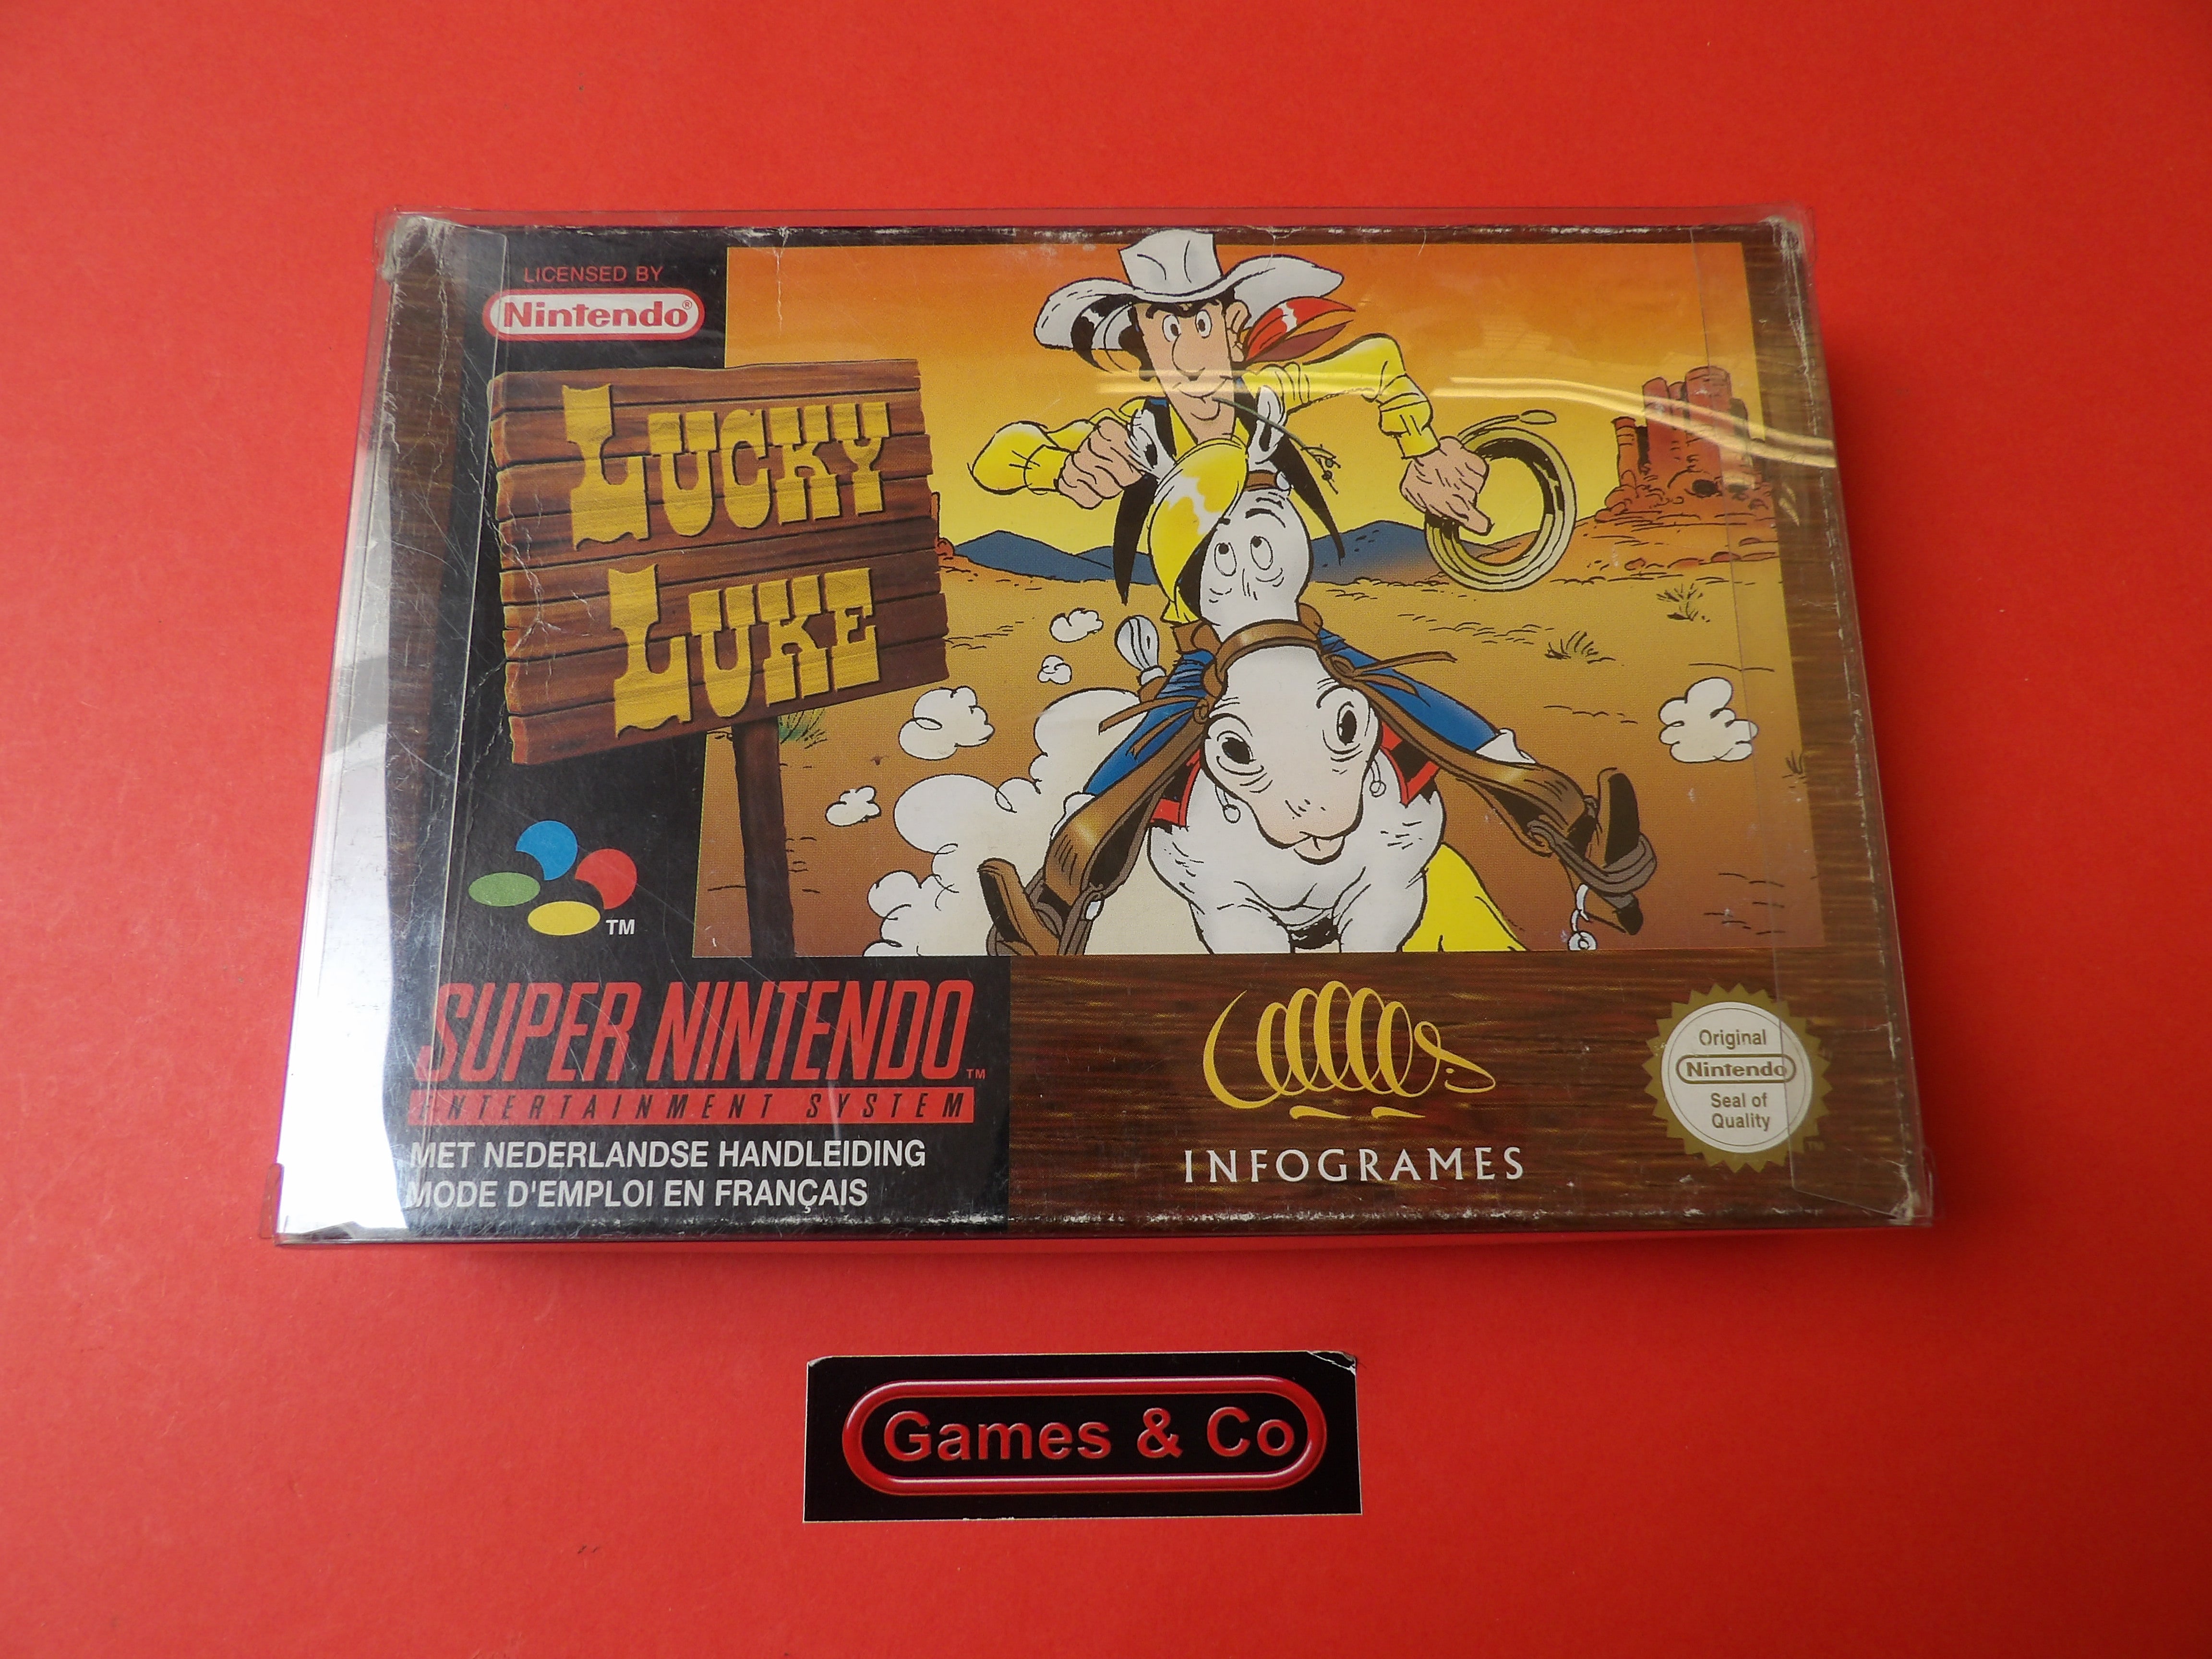 LICENSED BY
Nintendo®
LUCKY
LUKE
TM
SUPER NINTENDO TM
ENTERTAINMENT SYSTEM
MET NEDERLANDSE HANDLEIDING
MODE D'EMPLOI EN FRANÇAIS
INFOGRAMES
Original
Nintendo
Seal of
Quality
Games & Co